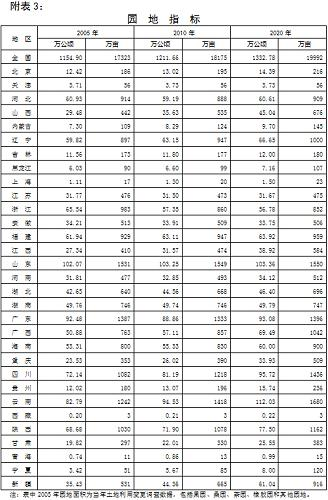 附表3：
园 地 指 标
地 区 2005 年 2010 年 2020 年
万公顷 万亩 万公顷 万亩 万公顷 万亩
全 国 1154.90 17323 1211.66 18175 1332.78 19992
北 京 12.42 186 13.02 195 14.39 216
天 津 3.71 56 3.73 56 3.73 56
河 北 60.93 914 59.19 888 60.61 909
山 西 29.48 442 35.63 535 45.04 676
内蒙古 7.30 109 8.29 124 9.70 145
辽 宁 59.82 897 63.15 947 66.65 1000
吉 林 11.56 173 11.80 177 12.00 180
黑龙江 6.03 90 6.60 99 7.16 107
上 海 1.11 17 1.30 20 1.50 23
江 苏 31.77 476 31.50 473 31.67 475
浙 江 65.54 983 57.35 860 56.78 852
安 徽 34.21 513 33.91 509 33.75 506
福 建 61.94 929 63.11 947 63.92 959
江 西 27.34 410 31.57 474 38.92 584
山 东 102.07 1531 103.25 1549 103.36 1550
河 南 31.81 477 32.85 493 34.12 512
湖 北 42.65 640 44.56 668 46.40 696
湖 南 49.76 746 49.74 746 49.79 747
广 东 92.48 1387 88.86 1333 93.08 1396
广 西 50.88 763 57.11 857 69.49 1042
海 南 53.31 800 55.33 830 60.00 900
重 庆 23.53 353 26.02 390 33.93 509
四 川 72.14 1082 81.19 1218 95.72 1436
贵 州 12.02 180 13.07 196 15.74 236
云 南 82.79 1242 94.53 1418 112.03 1680
西 藏 0.20 3 0.21 3 0.22 3
陕 西 68.68 1030 71.90 1078 77.49 1162
甘 肃 19.82 297 22.01 330 25.55 383
青 海 0.74 11 0.86 13 0.99 15
宁 夏 3.42 51 5.67 85 8.00 120
新 疆 35.43 531 44.36 665 61.04 916
注：表中 2005 年园地面积为当年土地利用变更调查数据，包括果园、桑园、茶园、橡胶园和其他园地。